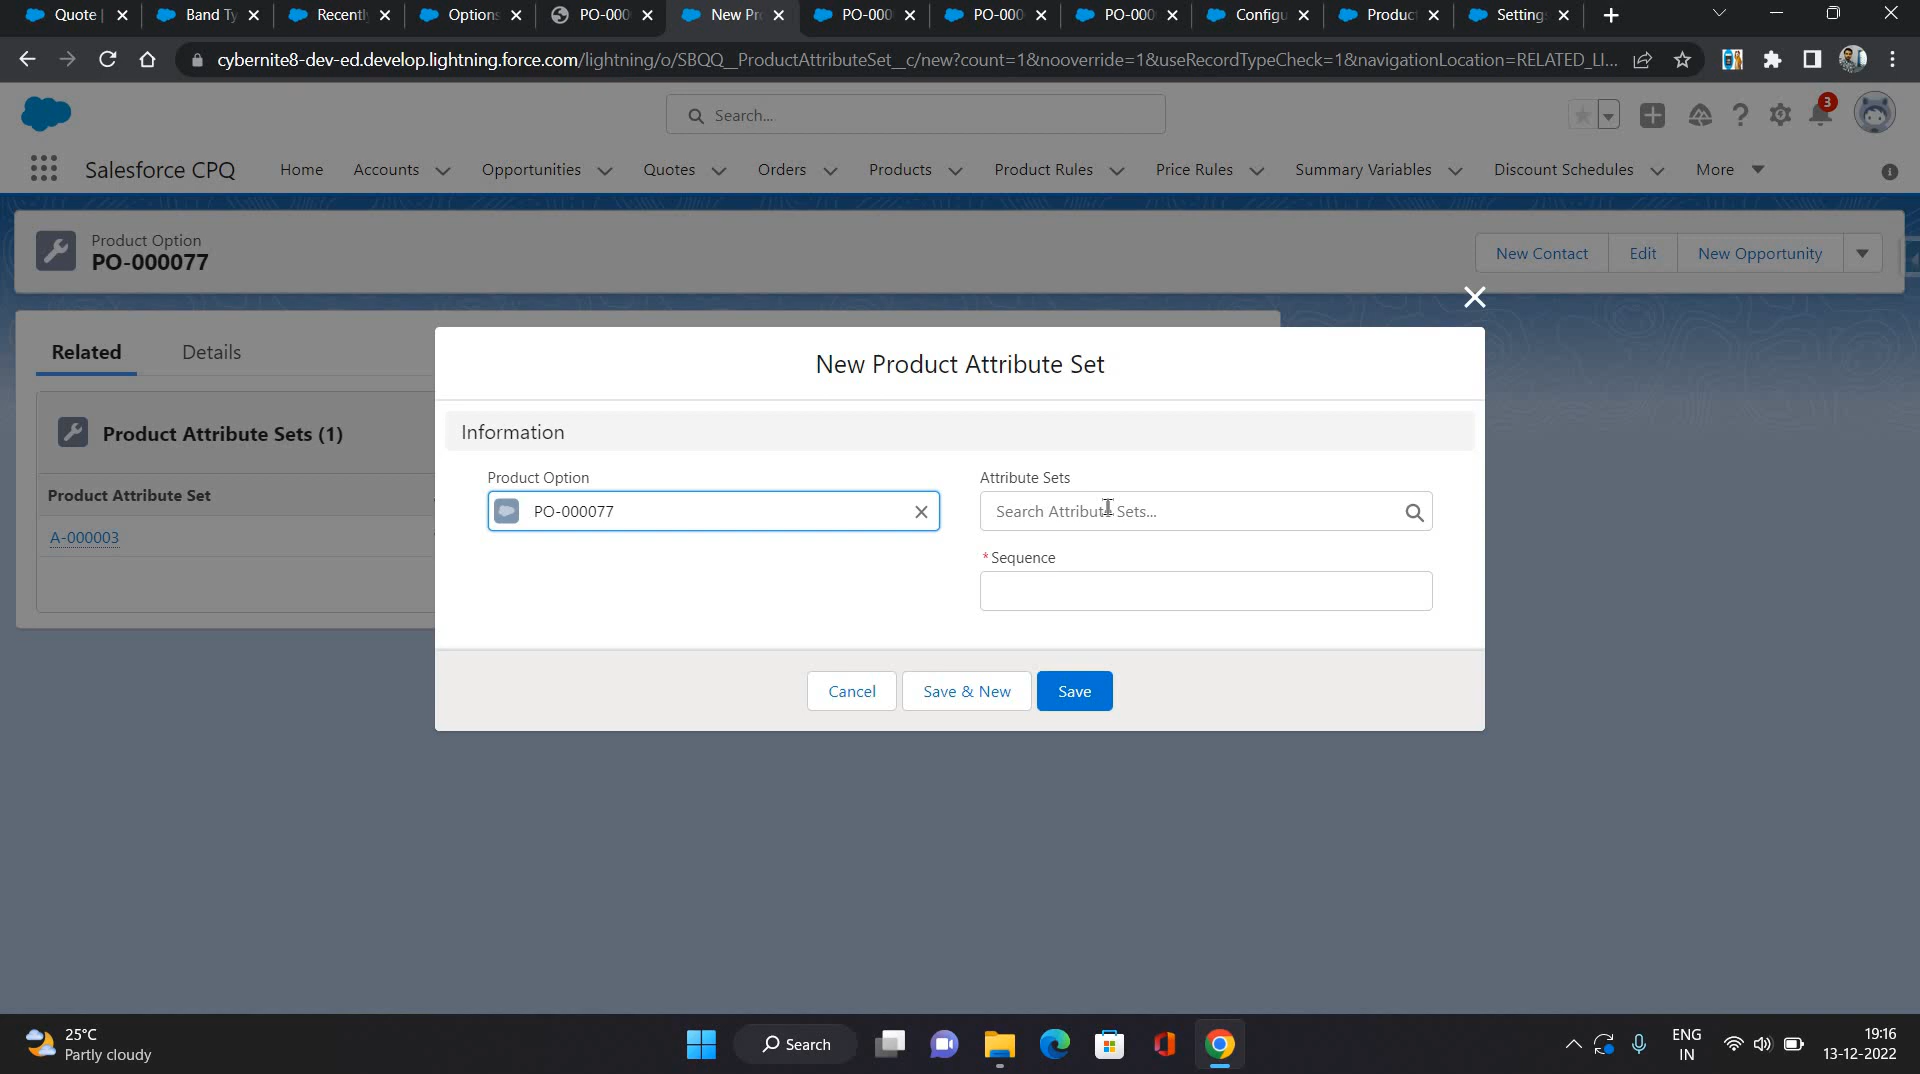 Quote
Band Ty
Recently
Options
PO-000
New Pr
PO-000
PO-000
PO-000
Configu
Product
Setting
cybernite8-dev-ed.develop.lightning.force.com/lightning/o/SBQQ__ProductAttributeSet__c/new?count=1&nooverride=1&useRecordTypeCheck=1&navigationLocation=RELATED_LI...
Search...
3
Salesforce CPQ
Home
Accounts
Opportunities
Quotes
Orders
Products
Product Rules
Price Rules
Summary Variables
Discount Schedules
More
Product Option
PO-000077
New Contact
Edit
New Opportunity
Related
Details
Product Attribute Sets (1)
Product Attribute Set
A-000003
New Product Attribute Set
Information
Product Option
PO-000077
Attribute Sets
Search Attribute Sets...
*Sequence
Cancel
Save & New
Save
25°C
Partly cloudy
Search
ENG
IN
19:16
13-12-2022